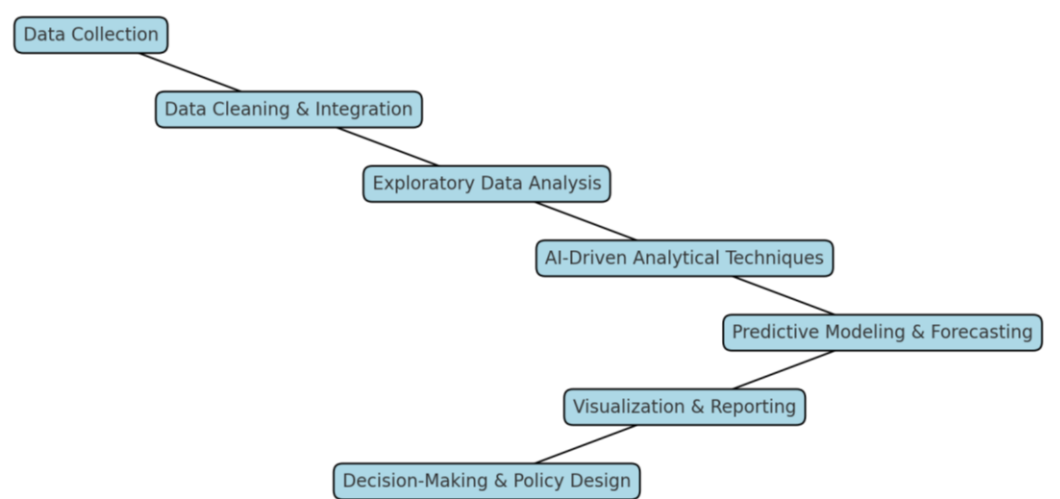 Data Collection
Data Cleaning & Integration
Exploratory Data Analysis
AI-Driven Analytical Techniques
Predictive Modeling & Forecasting
Visualization & Reporting
Decision-Making & Policy Design